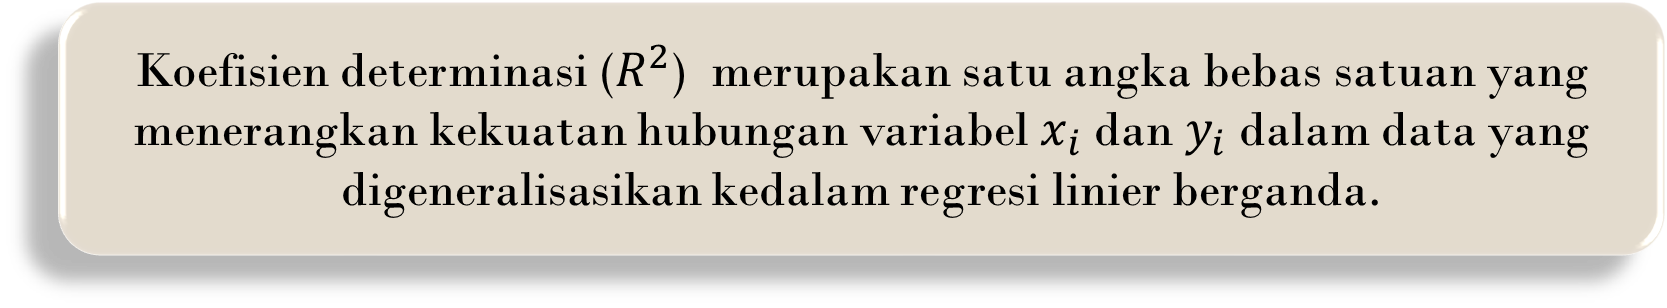 Koefisien determinasi (𝑅²) merupakan satu angka bebas satuan yang
menerangkan kekuatan hubungan variabel 𝑥ᵢ dan 𝑦ᵢ dalam data yang
digeneralisasikan kedalam regresi linier berganda.